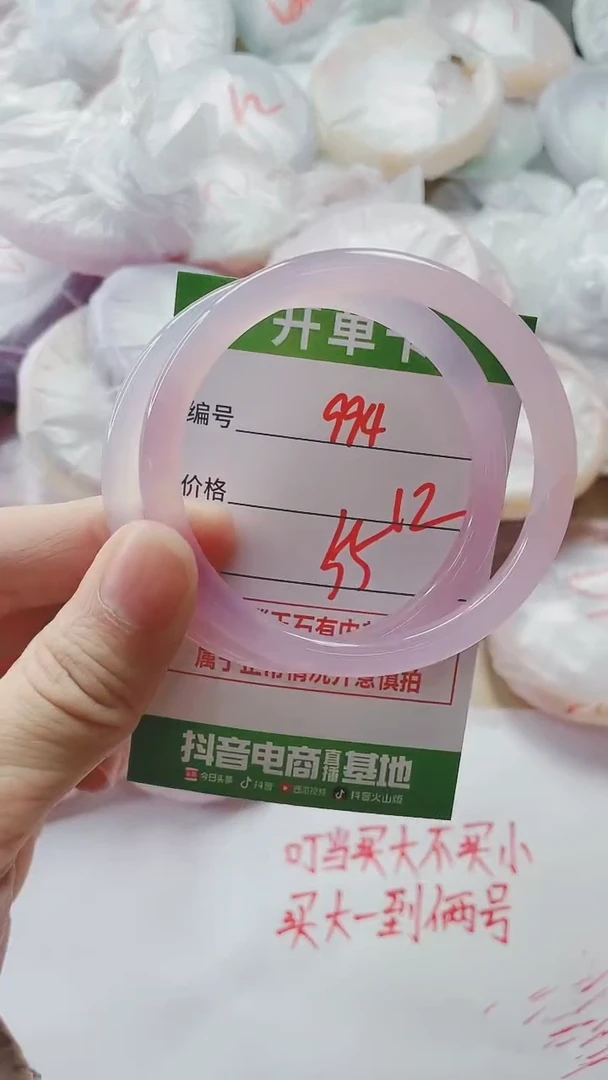 开单卡
编号 994
价格 12
55
属于正常情况介意慎拍
抖音电商直播基地
今日头条 抖音 西瓜视频 抖音火山版
叮当买大不买小
买大一到俩号